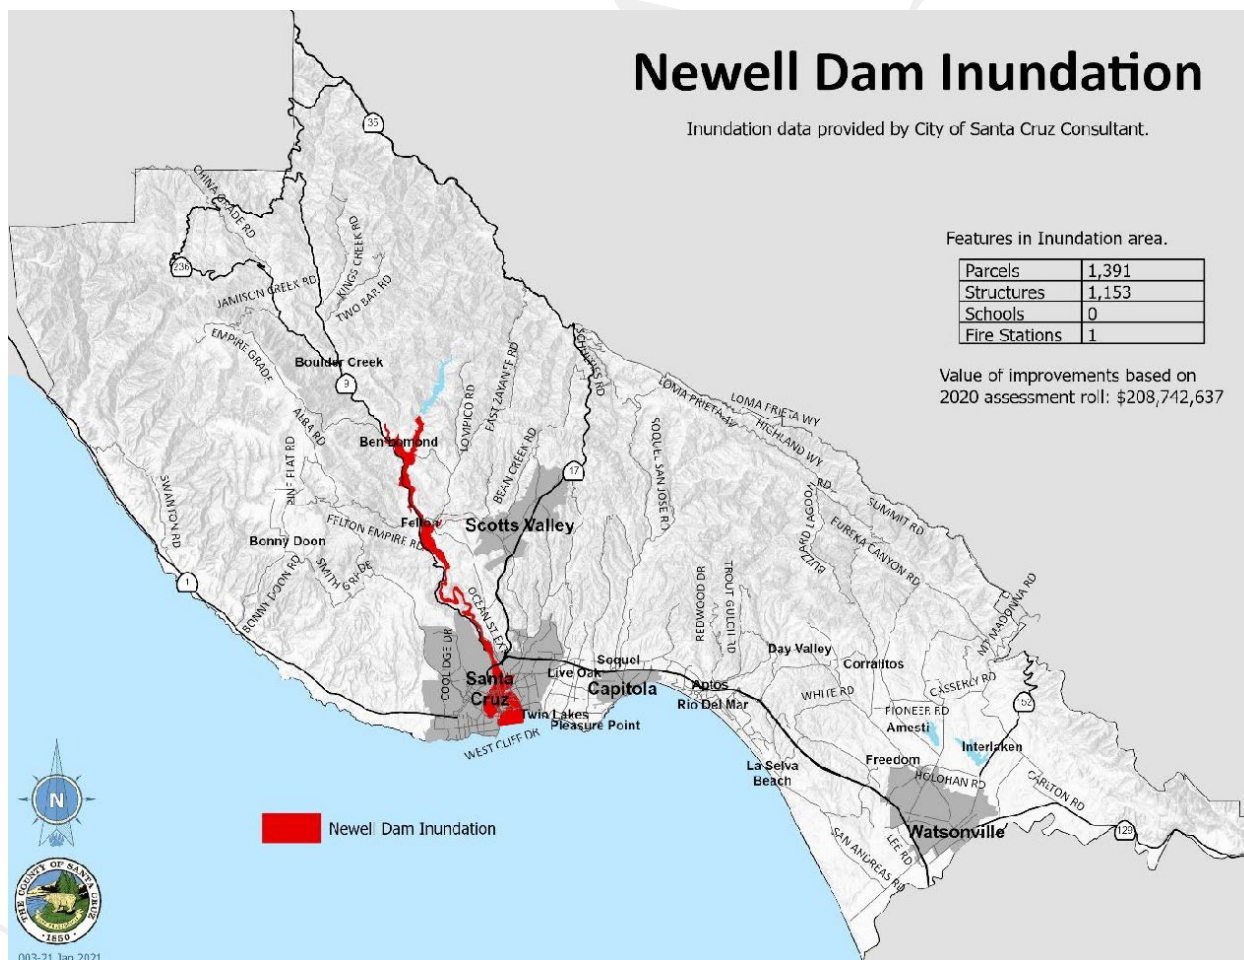 Newell Dam Inundation
Inundation data provided by City of Santa Cruz Consultant.
35
CHINA GRADE RD
KINGS CREEK RD
236
JAMISON CREEK RD
TWO BAR RD
Features in Inundation area.
Parcels 1,391
Structures 1,153
Schools 0
Fire Stations 1
Value of improvements based on
2020 assessment roll: $208,742,637
EMPIRE GRADE
Boulder Creek
9
EAST ZAYANTE RD
LOMPICO RD
LOMA PRIETA AV
LOMA PRIETA WY
HIGHLAND WY
ALBA RD
Ben Lomond
BEAN CREEK RD
17
SOQUEL SAN JOSE RD
SUMMIT RD
EUREKA CANYON RD
SWANTON RD
PINE FLAT RD
FELTON EMPIRE RD
Felton
Scotts Valley
Bonny Doon
SMITH GRADE
BONNY DOON RD
1
OCEAN ST EX
REDWOOD DR
TROUT GULCH RD
MT MADONNA RD
COOLIDGE DR
Santa
Cruz
Live Oak
Soquel
Capitola
Aptos
Rio Del Mar
Day Valley
Corralitos
WHITE RD
CASSERLY RD
PIONEER RD
152
Amesti
Interlaken
Twin Lakes
Pleasure Point
WEST CLIFF DR
La Selva
Beach
Freedom
HOLOHAN RD
CARLTON RD
Watsonville
129
LEE RD
SAN ANDREAS RD
N
Newell Dam Inundation
THE COUNTY OF SANTA CRUZ
1850
003-21 Jan 2021